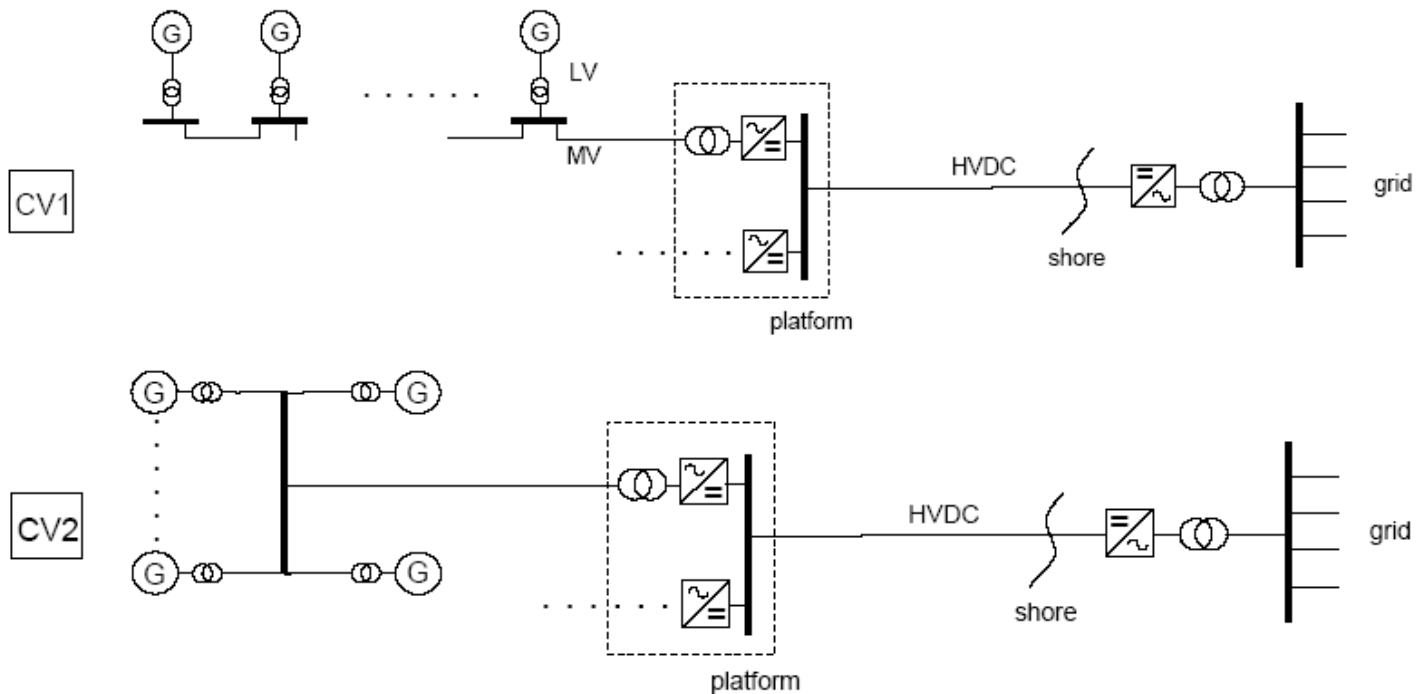 G G G
LV
MV
CV1
HVDC
shore
grid
platform
G G
CV2
HVDC
shore
grid
G G
platform